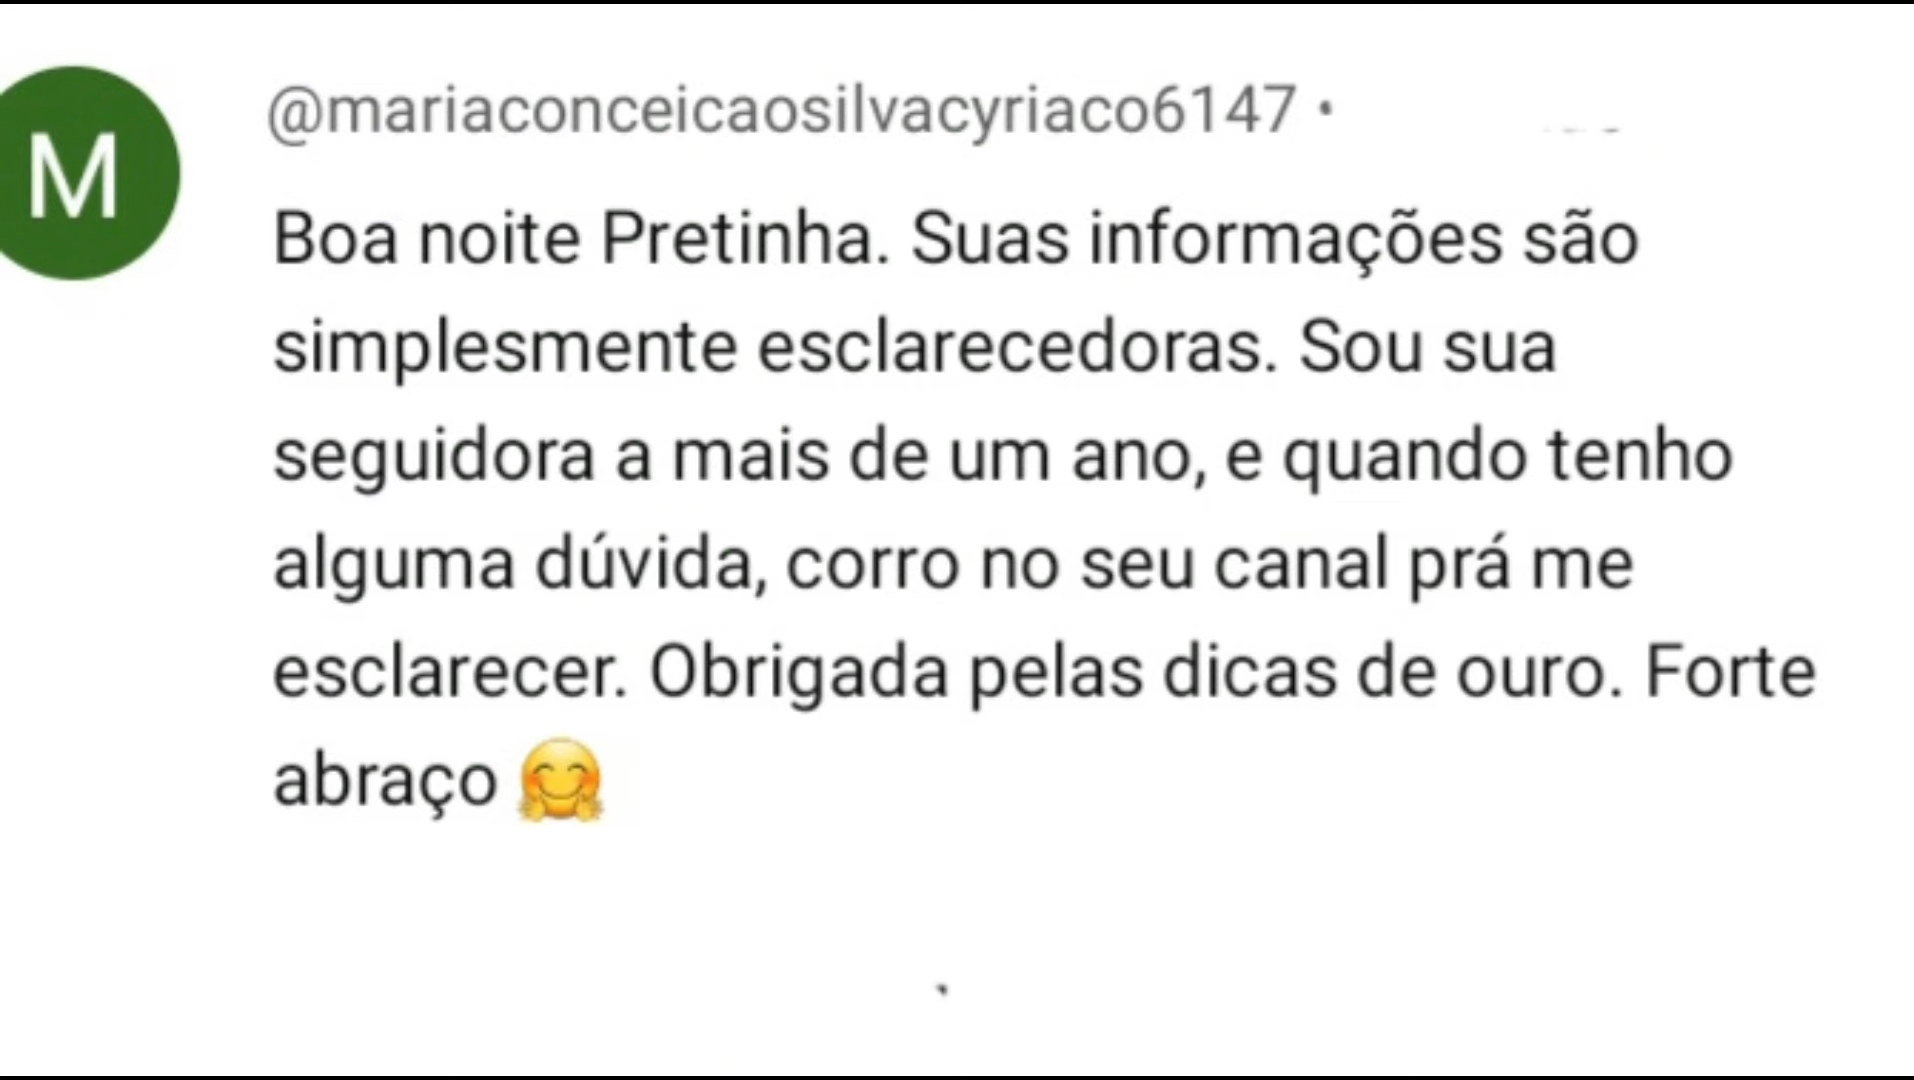 M
@mariaconceicaosilvacyriaco6147 •
Boa noite Pretinha. Suas informações são
simplesmente esclarecedoras. Sou sua
seguidora a mais de um ano, e quando tenho
alguma dúvida, corro no seu canal prá me
esclarecer. Obrigada pelas dicas de ouro. Forte
abraço 🤗